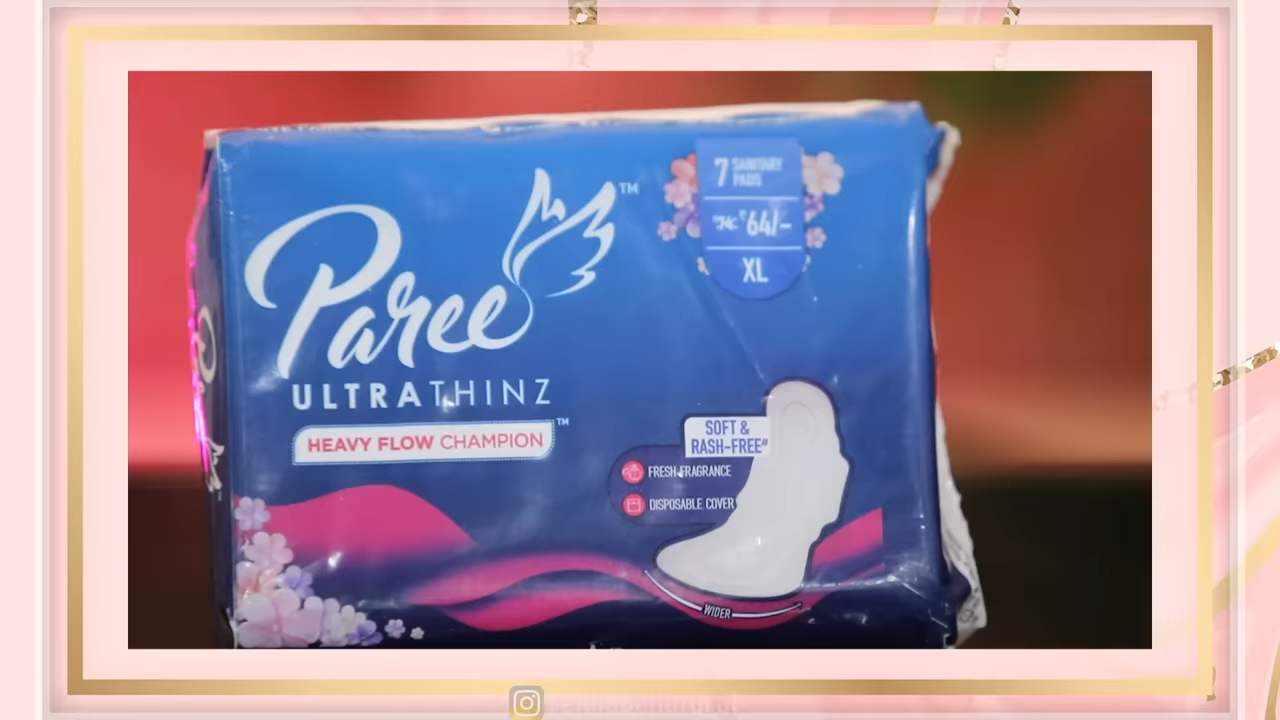 Paree™
ULTRATHINZ
HEAVY FLOW CHAMPION™
7 SANITARY
PADS
₹64/-
XL
SOFT &
RASH-FREE#
FRESH FRAGRANCE
DISPOSABLE COVER
WIDER